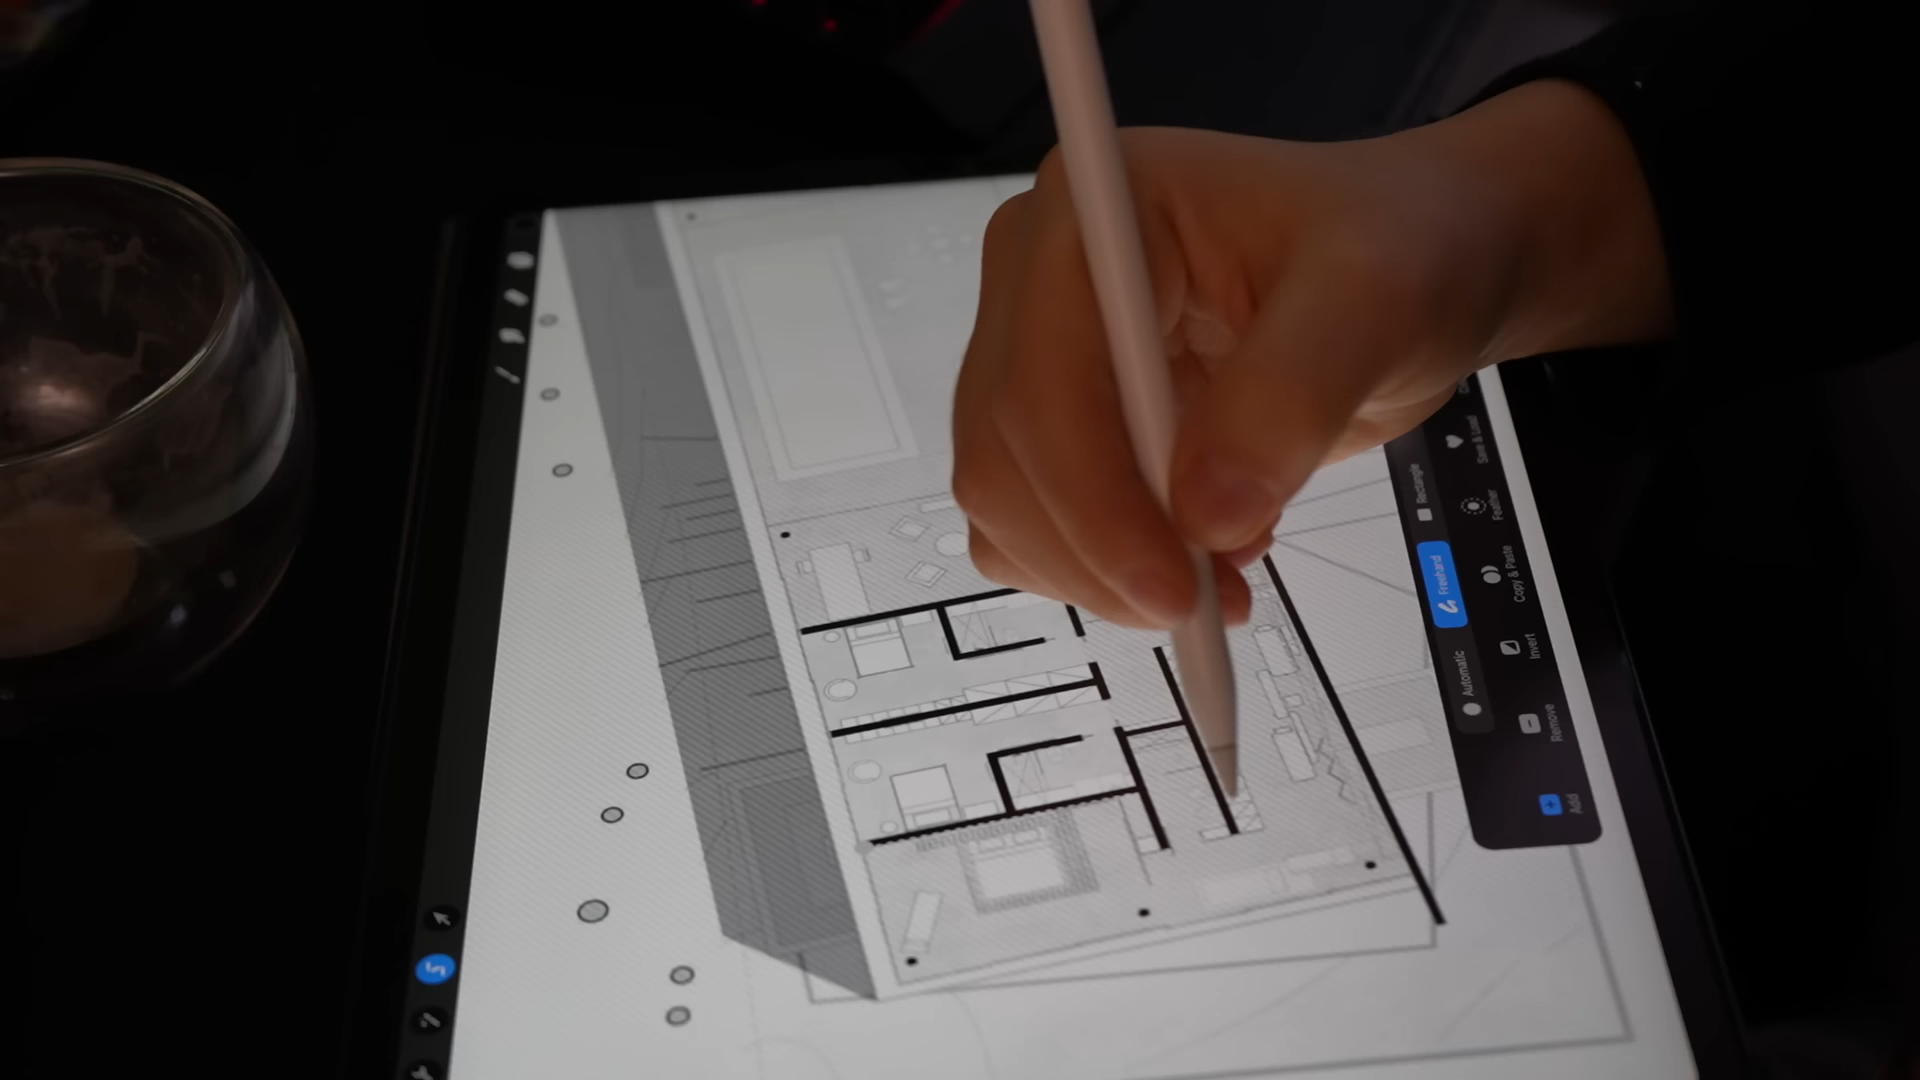 Automatic
Freehand
Rectangle
Add
Remove
Invert
Copy & Paste
Feather
Save & Load